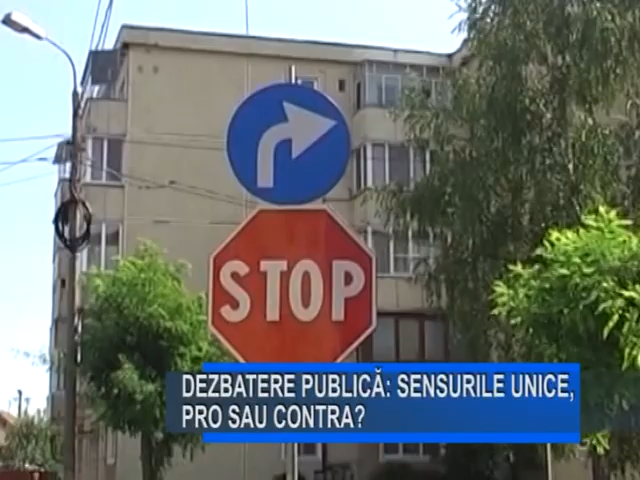 STOP
DEZBATERE PUBLICĂ: SENSURILE UNICE,
PRO SAU CONTRA?